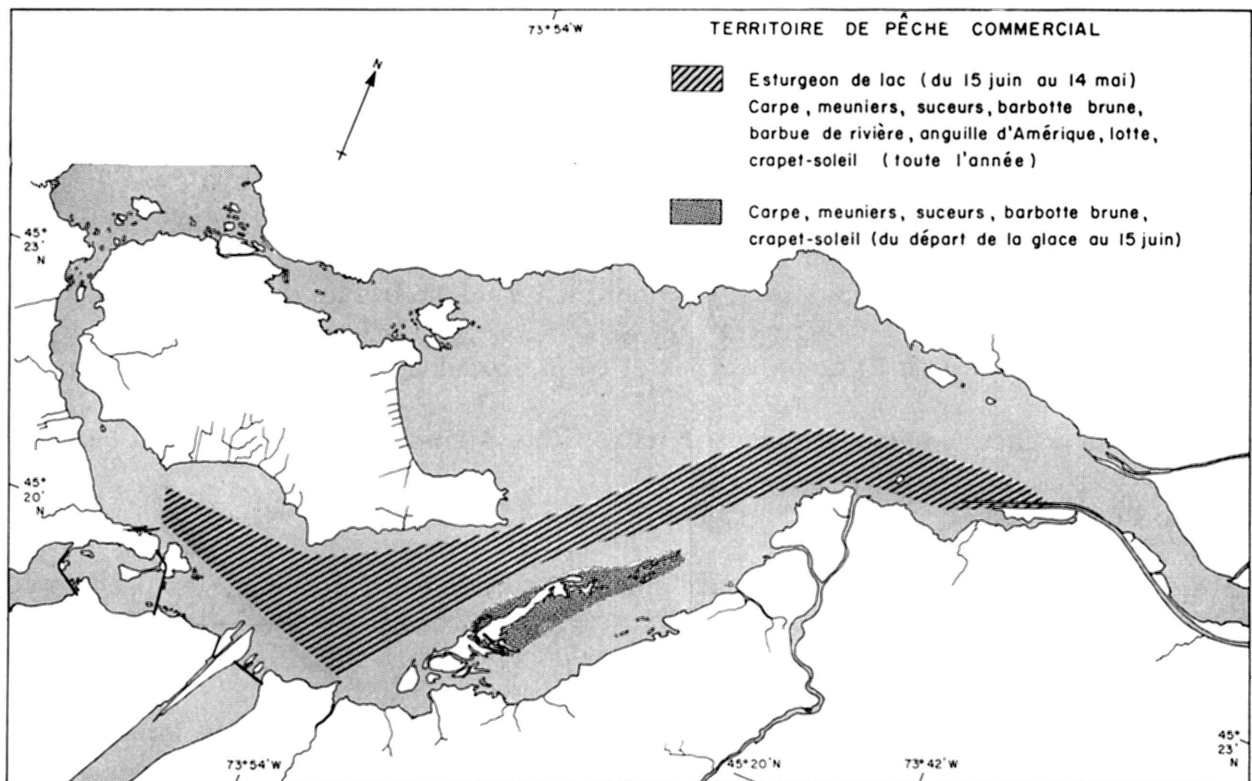 73°54'W
TERRITOIRE DE PÊCHE COMMERCIAL
N
Esturgeon de lac (du 15 juin au 14 mai)
Carpe, meuniers, suceurs, barbotte brune,
barbue de rivière, anguille d'Amérique, lotte,
crapet-soleil (toute l'année)
Carpe, meuniers, suceurs, barbotte brune,
crapet-soleil (du départ de la glace au 15 juin)
45°
23'
N
45°
20'
N
45°
23'
N
73°54'W
45°20'N
73°42'W